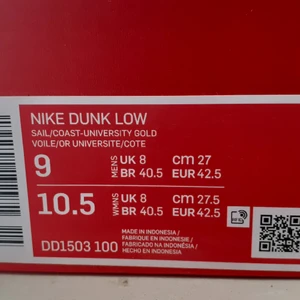 NIKE DUNK LOW
SAIL/COAST-UNIVERSITY GOLD
VOILE/OR UNIVERSITE/COTE
9 MENS UK 8 cm 27
BR 40.5 EUR 42.5
10.5 WMNS UK 8 cm 27.5
BR 40.5 EUR 42.5
DD1503 100
MADE IN INDONESIA /
FABRIQUE EN INDONESIE /
FABRICADO NA INDONÉSIA /
HECHO EN INDONESIA